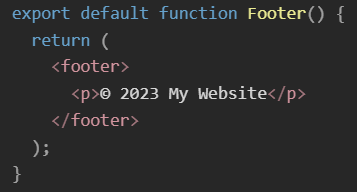 export default function Footer() {
  return (
    <footer>
      <p>© 2023 My Website</p>
    </footer>
  );
}